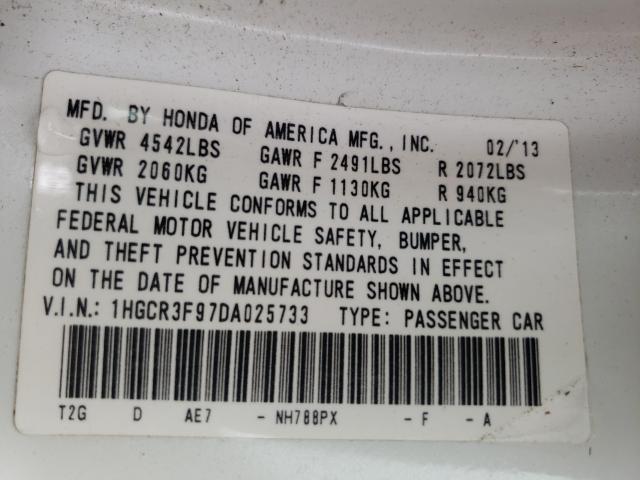 MFD. BY HONDA OF AMERICA MFG., INC. 02/'13
GVWR 4542LBS GAWR F 2491LBS R 2072LBS
GVWR 2060KG GAWR F 1130KG R 940KG
THIS VEHICLE CONFORMS TO ALL APPLICABLE
FEDERAL MOTOR VEHICLE SAFETY, BUMPER,
AND THEFT PREVENTION STANDARDS IN EFFECT
ON THE DATE OF MANUFACTURE SHOWN ABOVE.
V.I.N.: 1HGCR3F97DA025733 TYPE: PASSENGER CAR
T2G D AE7 - NH788PX - F - A